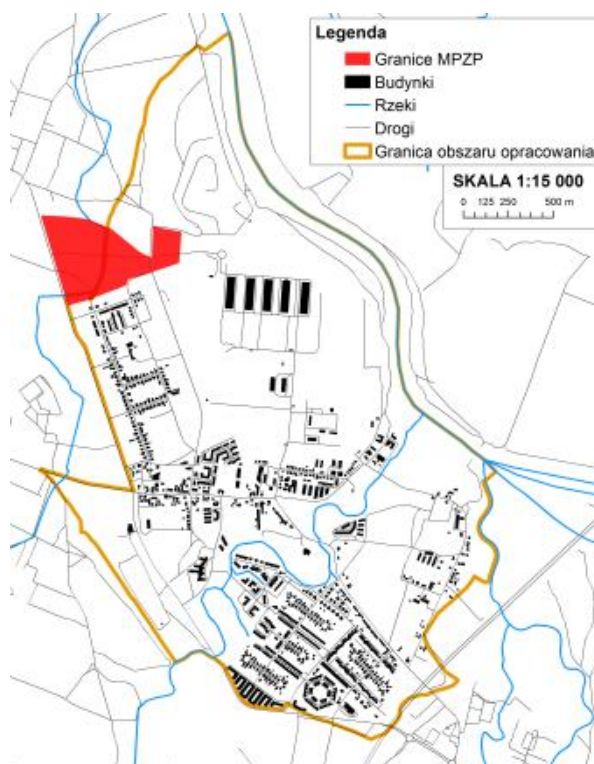 Legenda
Granice MPZP
Budynki
Rzeki
Drogi
Granica obszaru opracowania
SKALA 1:15 000
0 125 250 500 m